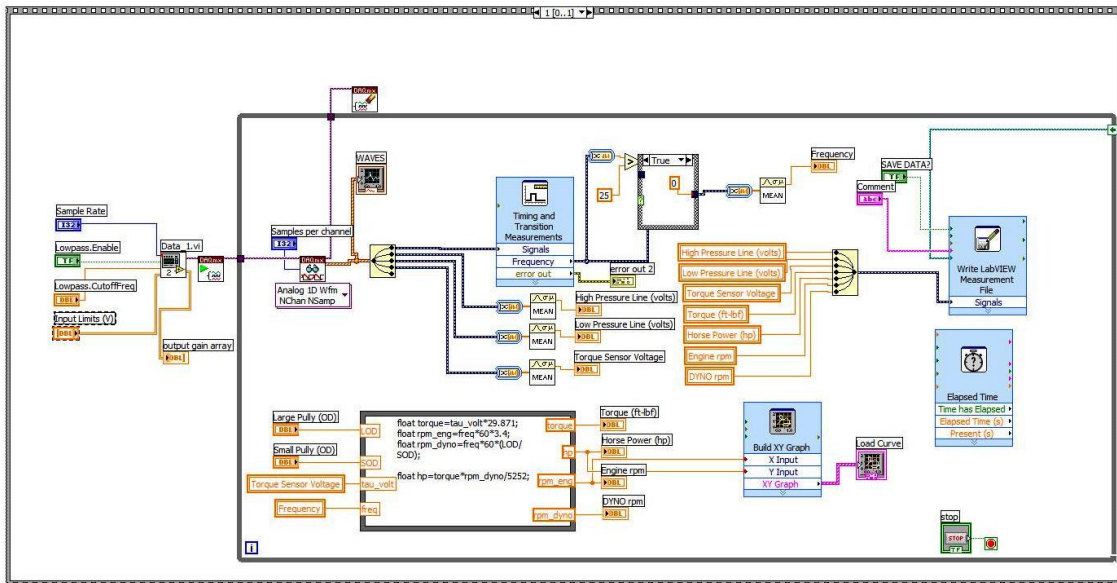 1 [0..1]
DAQmx
WAVES
Sample Rate
I32
Lowpass.Enable
TF
Lowpass.CutoffFreq
DBL
Input Limits (V)
DBL
Data_1.vi
2
DAQmx
output gain array
DBL
Samples per channel
I32
DAQmx
Analog 1D Wfm
NChan NSamp
Timing and
Transition
Measurements
Signals
Frequency
error out
25
True
0
MEAN
Frequency
DBL
error out 2
MEAN
High Pressure Line (volts)
DBL
MEAN
Low Pressure Line (volts)
DBL
MEAN
Torque Sensor Voltage
DBL
High Pressure Line (volts)
Low Pressure Line (volts)
Torque Sensor Voltage
Torque (ft-lbf)
Horse Power (hp)
Engine rpm
DYNO rpm
SAVE DATA?
TF
Comment
abc
Write LabVIEW
Measurement
File
Signals
Elapsed Time
Time has Elapsed
Elapsed Time (s)
Present (s)
Large Pully (OD)
DBL
Small Pully (OD)
DBL
Torque Sensor Voltage
Frequency
LOD
SOD
tau_volt
freq
float torque=tau_volt*29.871;
float rpm_eng=freq*60*3.4;
float rpm_dyno=freq*60*(LOD/
SOD);
float hp=torque*rpm_dyno/5252;
torque
hp
rpm_eng
rpm_dyno
Torque (ft-lbf)
DBL
Horse Power (hp)
DBL
Engine rpm
DBL
DYNO rpm
DBL
Build XY Graph
X Input
Y Input
XY Graph
Load Curve
stop
STOP
TF
i